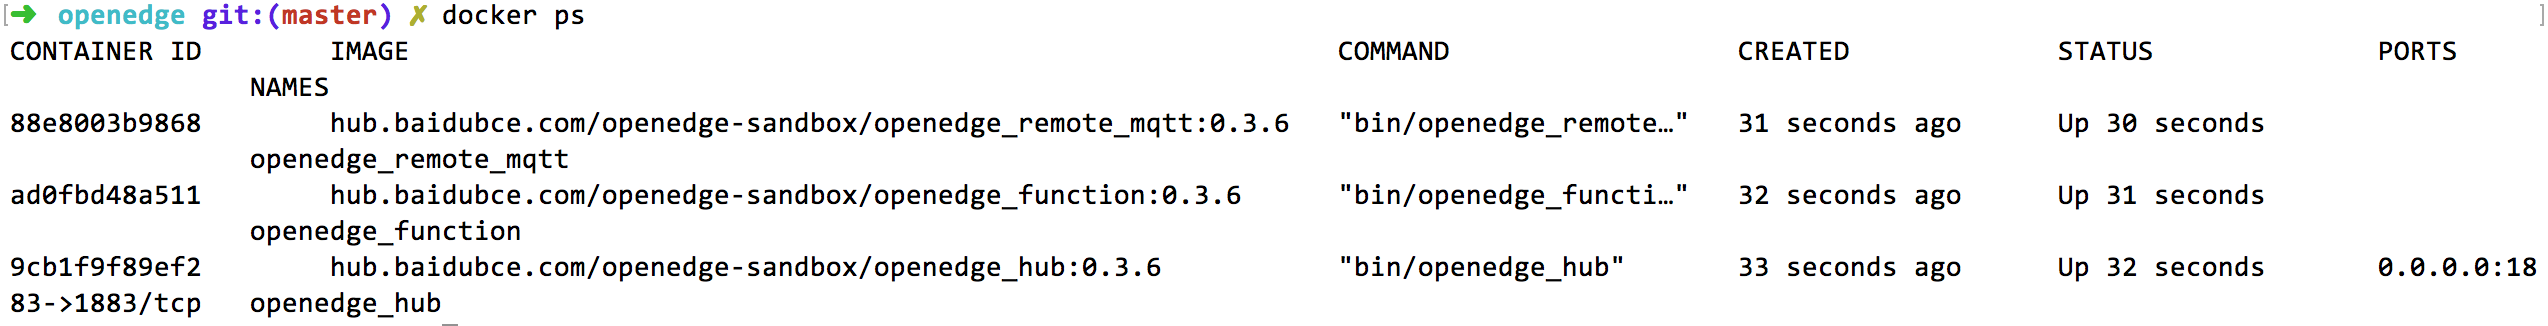 [➜ openedge git:(master) ✗ docker ps ]
CONTAINER ID IMAGE COMMAND CREATED STATUS PORTS
NAMES
88e8003b9868 hub.baidubce.com/openedge-sandbox/openedge_remote_mqtt:0.3.6 "bin/openedge_remote…" 31 seconds ago Up 30 seconds
openedge_remote_mqtt
ad0fbd48a511 hub.baidubce.com/openedge-sandbox/openedge_function:0.3.6 "bin/openedge_functi…" 32 seconds ago Up 31 seconds
openedge_function
9cb1f9f89ef2 hub.baidubce.com/openedge-sandbox/openedge_hub:0.3.6 "bin/openedge_hub" 33 seconds ago Up 32 seconds 0.0.0.0:18
83->1883/tcp openedge_hub